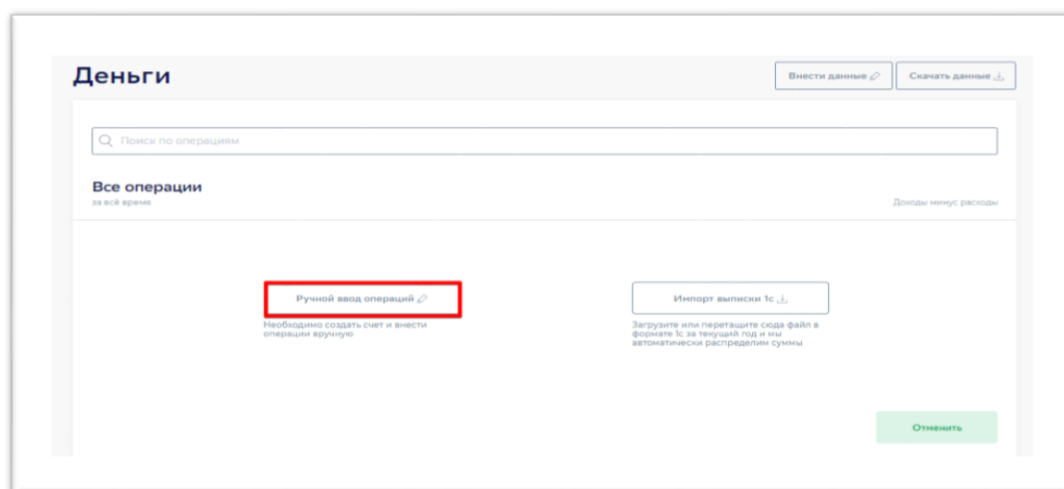 Деньги
Внести данные
Скачать данные
Поиск по операциям
Все операции
за всё время
Доходы минус расходы
Ручной ввод операций
Импорт выписки 1с
Необходимо создать счет и внести
операции вручную
Загрузите или перетащите сюда файл в
формате 1с за текущий год и мы
автоматически распределим суммы
Отменить